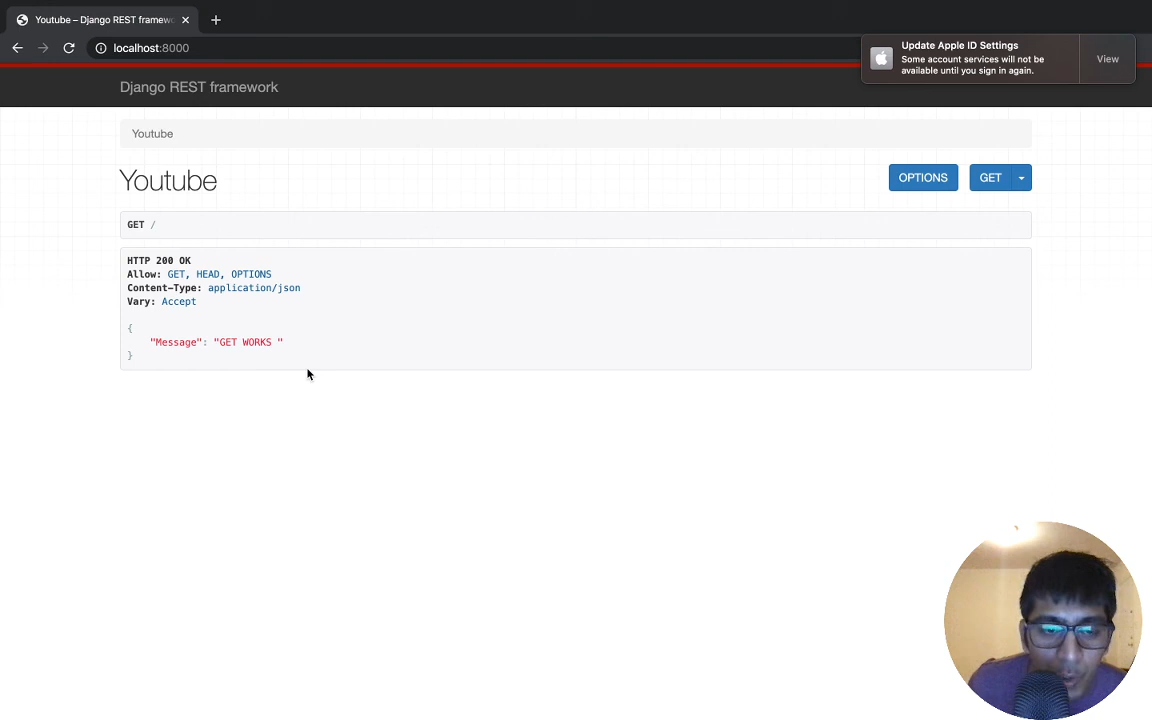 Youtube – Django REST framewo
localhost:8000
Update Apple ID Settings
Some account services will not be
available until you sign in again.
View
Django REST framework
Youtube
Youtube
OPTIONS
GET
GET /
HTTP 200 OK
Allow: GET, HEAD, OPTIONS
Content-Type: application/json
Vary: Accept
{
"Message": "GET WORKS "
}